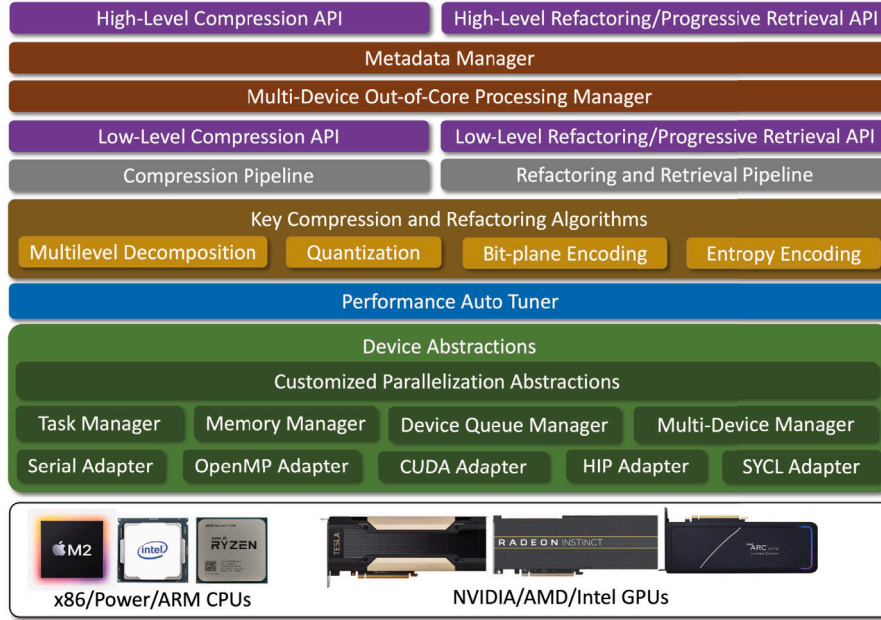 High-Level Compression API
High-Level Refactoring/Progressive Retrieval API
Metadata Manager
Multi-Device Out-of-Core Processing Manager
Low-Level Compression API
Low-Level Refactoring/Progressive Retrieval API
Compression Pipeline
Refactoring and Retrieval Pipeline
Key Compression and Refactoring Algorithms
Multilevel Decomposition
Quantization
Bit-plane Encoding
Entropy Encoding
Performance Auto Tuner
Device Abstractions
Customized Parallelization Abstractions
Task Manager
Memory Manager
Device Queue Manager
Multi-Device Manager
Serial Adapter
OpenMP Adapter
CUDA Adapter
HIP Adapter
SYCL Adapter
M2
intel
RYZEN
TESLA
RADEON INSTINCT
ARC
x86/Power/ARM CPUs
NVIDIA/AMD/Intel GPUs